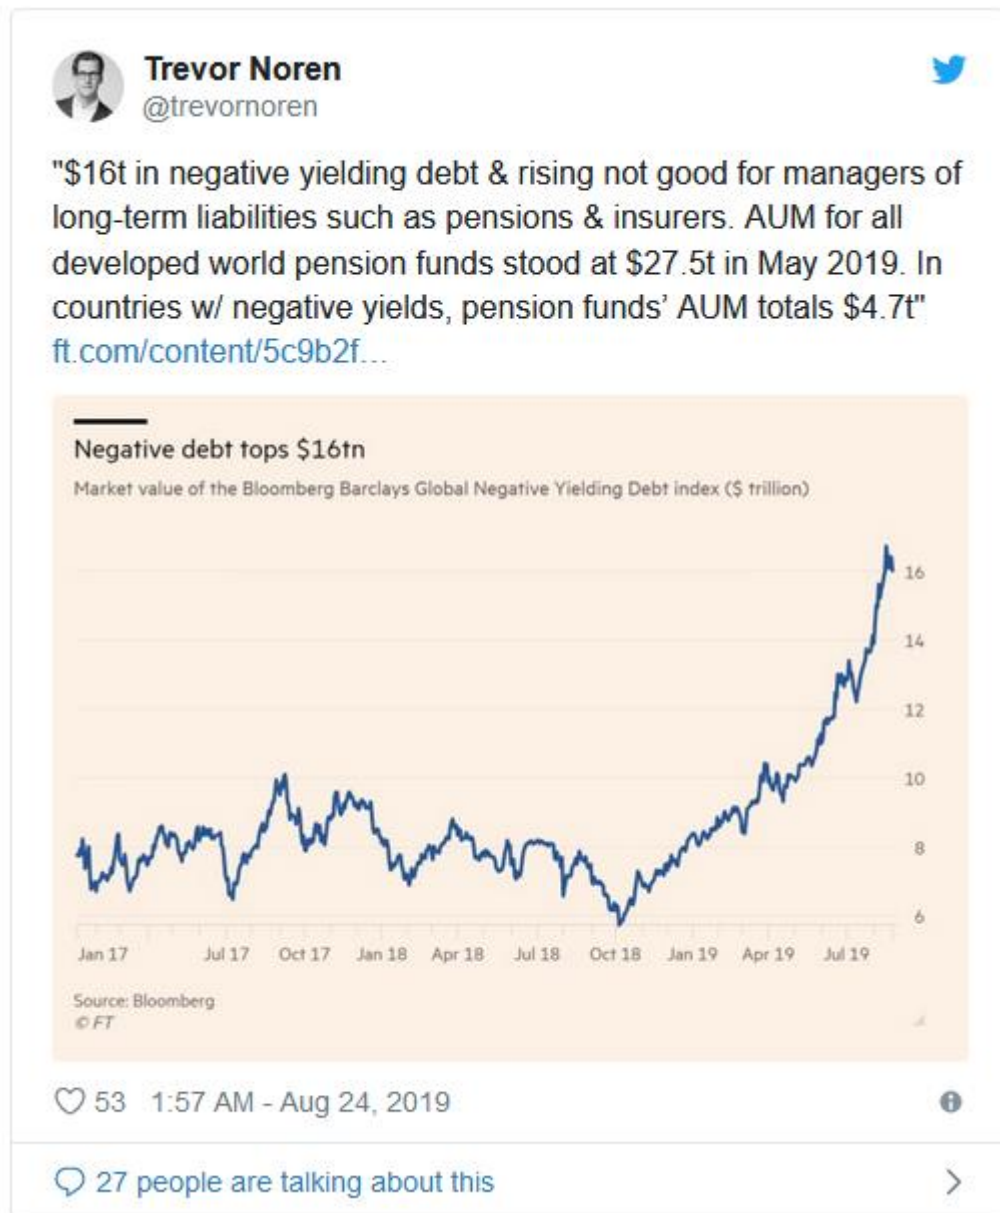 Trevor Noren
@trevornoren
"$16t in negative yielding debt & rising not good for managers of
long-term liabilities such as pensions & insurers. AUM for all
developed world pension funds stood at $27.5t in May 2019. In
countries w/ negative yields, pension funds’ AUM totals $4.7t"
ft.com/content/5c9b2f…
Negative debt tops $16tn
Market value of the Bloomberg Barclays Global Negative Yielding Debt index ($ trillion)
16
14
12
10
8
6
Jan 17 Jul 17 Oct 17 Jan 18 Apr 18 Jul 18 Oct 18 Jan 19 Apr 19 Jul 19
Source: Bloomberg
© FT
53 1:57 AM - Aug 24, 2019
27 people are talking about this